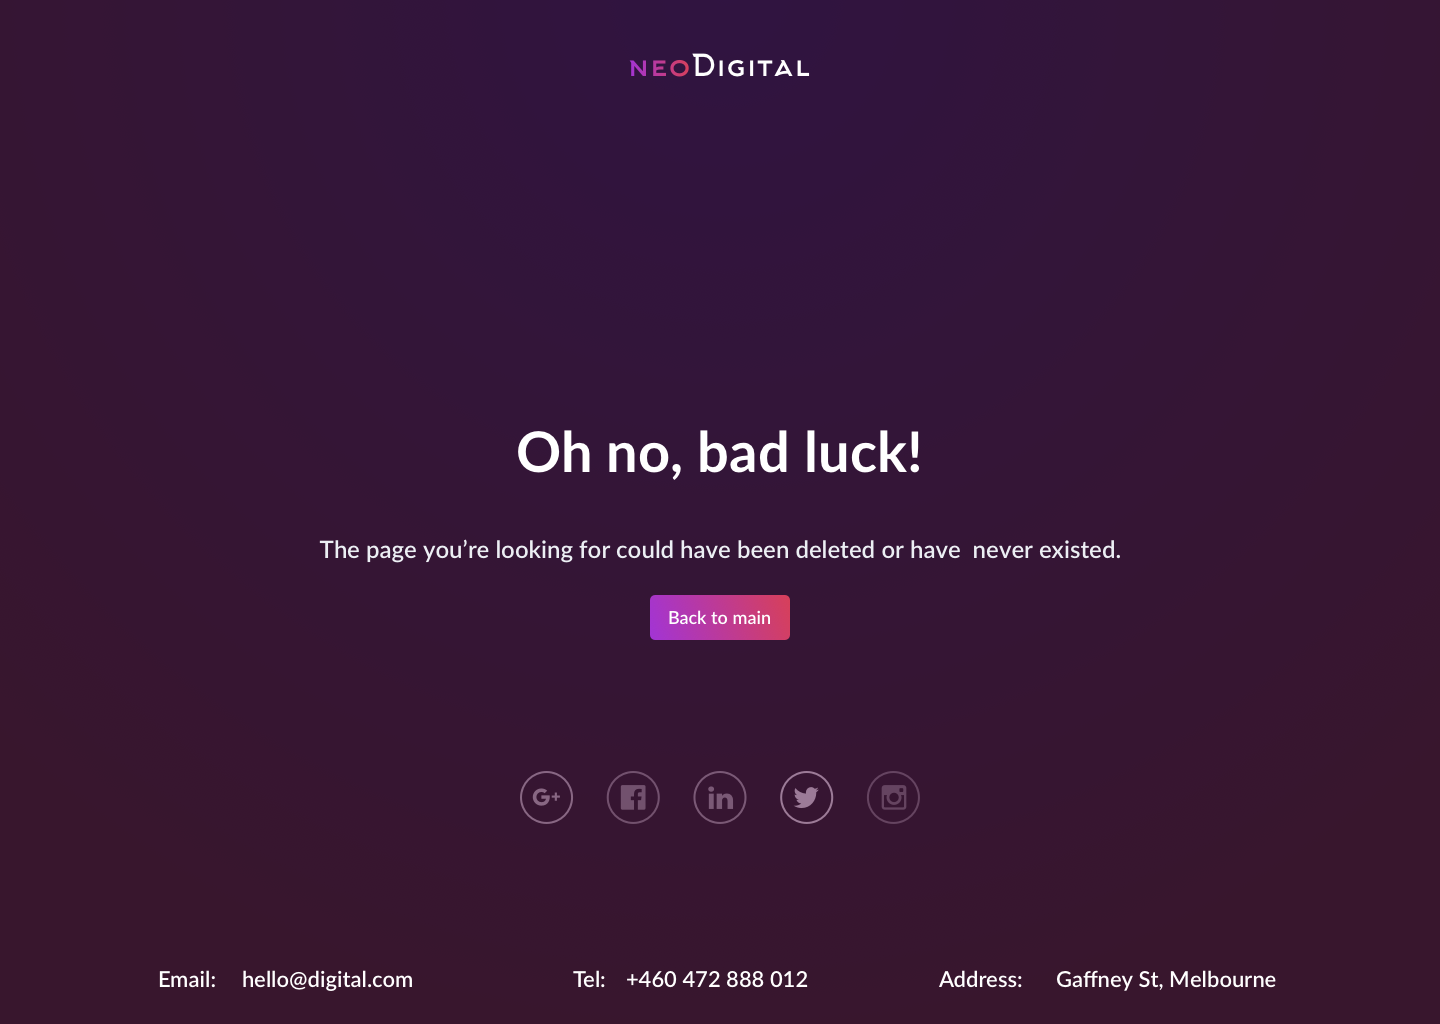 NEODIGITAL
Oh no, bad luck!
The page you’re looking for could have been deleted or have  never existed.
Back to main
G+ in
Email: hello@digital.com Tel: +460 472 888 012 Address: Gaffney St, Melbourne